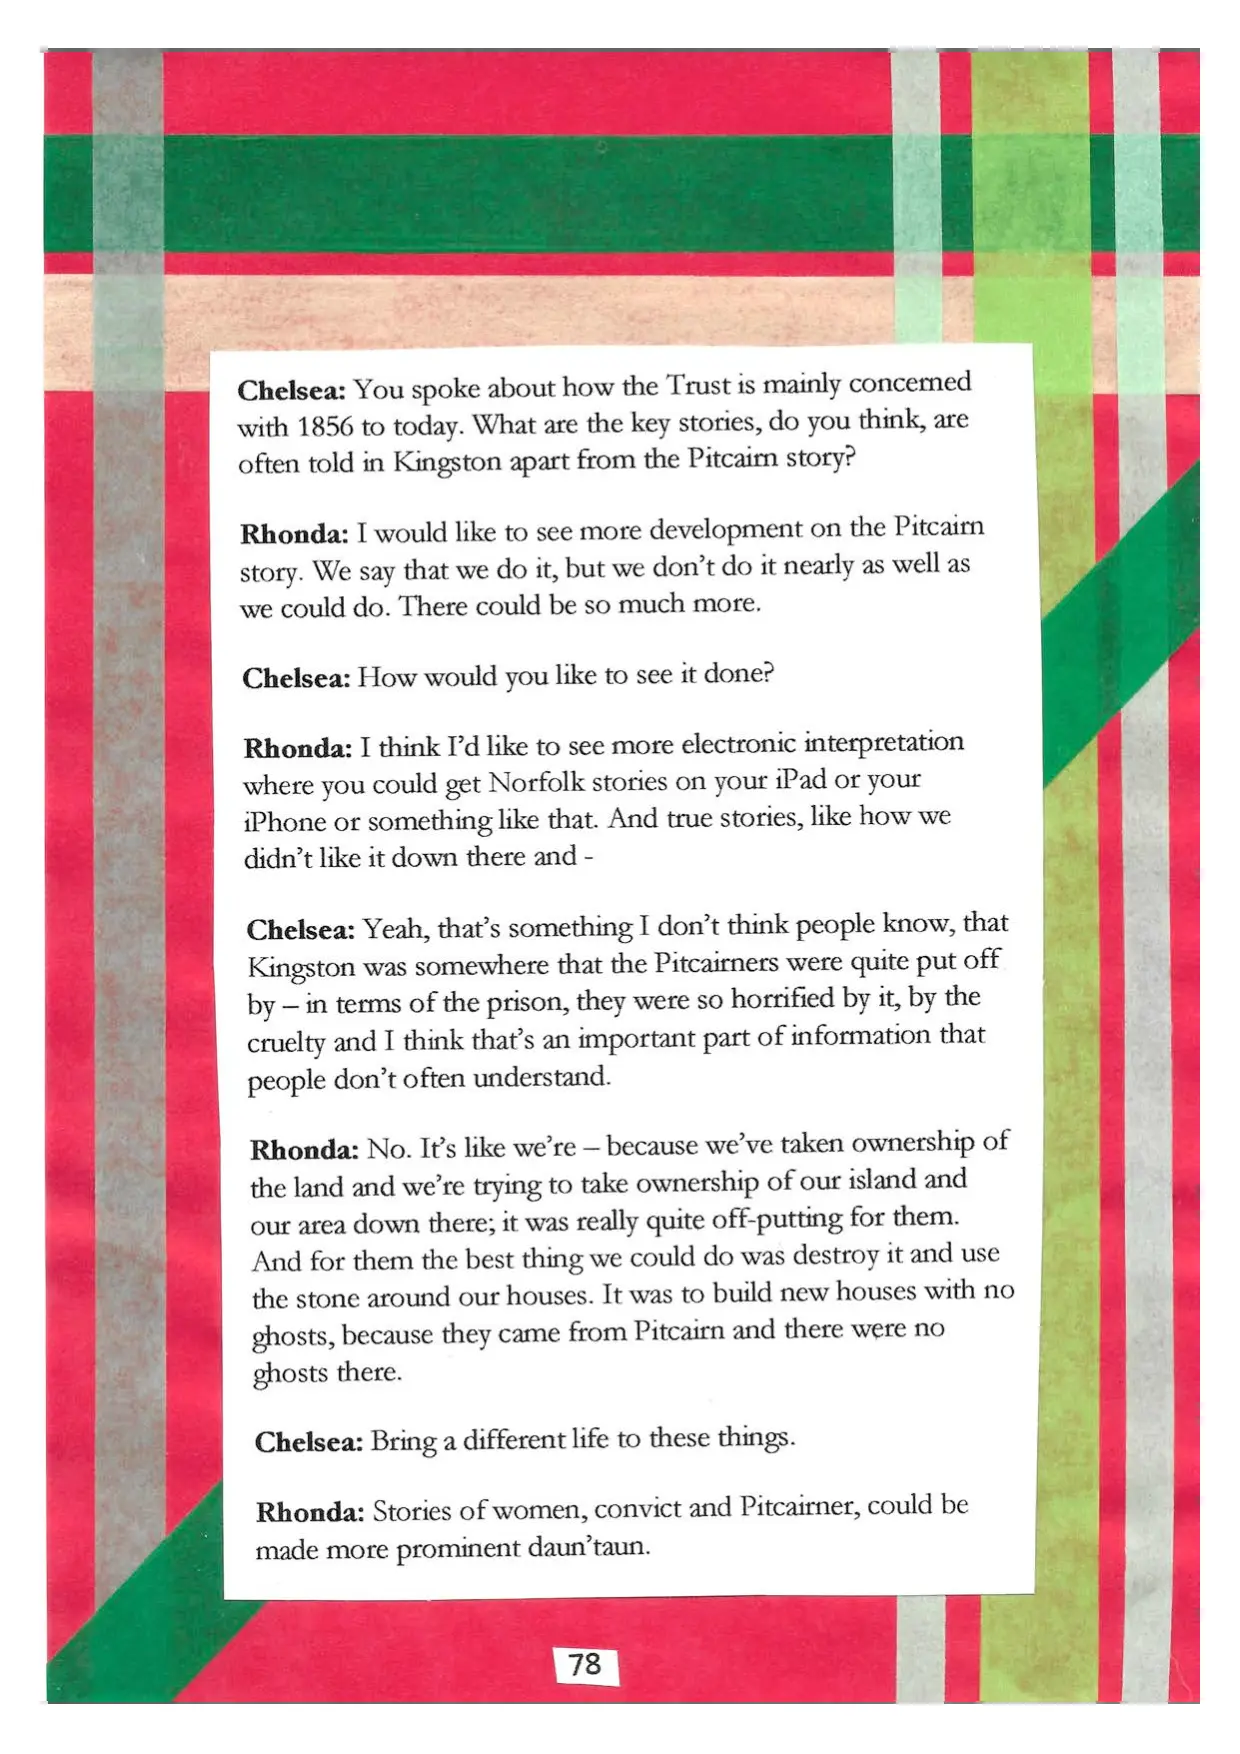 Chelsea: You spoke about how the Trust is mainly concerned
with 1856 to today. What are the key stories, do you think, are
often told in Kingston apart from the Pitcairn story?
Rhonda: I would like to see more development on the Pitcairn
story. We say that we do it, but we don't do it nearly as well as
we could do. There could be so much more.
Chelsea: How would you like to see it done?
Rhonda: I think I'd like to see more electronic interpretation
where you could get Norfolk stories on your iPad or your
iPhone or something like that. And true stories, like how we
didn't like it down there and -
Chelsea: Yeah, that's something I don't think people know, that
Kingston was somewhere that the Pitcairners were quite put off
by – in terms of the prison, they were so horrified by it, by the
cruelty and I think that's an important part of information that
people don't often understand.
Rhonda: No. It's like we're – because we've taken ownership of
the land and we're trying to take ownership of our island and
our area down there; it was really quite off-putting for them.
And for them the best thing we could do was destroy it and use
the stone around our houses. It was to build new houses with no
ghosts, because they came from Pitcairn and there were no
ghosts there.
Chelsea: Bring a different life to these things.
Rhonda: Stories of women, convict and Pitcairner, could be
made more prominent daun'taun.
78